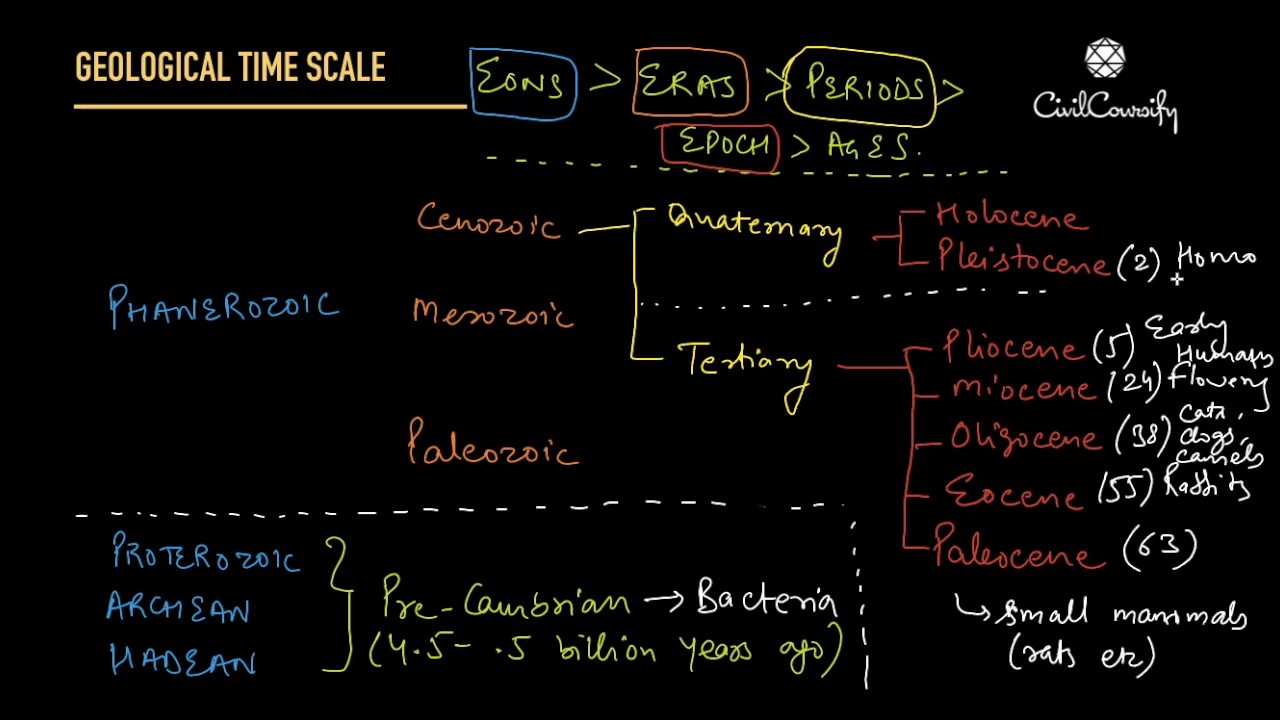 GEOLOGICAL TIME SCALE
EONS > ERAS > PERIODS >
EPOCH > AGES.
CivilCoursify
Phanerozoic
Cenozoic
Mesozoic
Paleozoic
Quaternary
Holocene
Pleistocene (2) Homo
Tertiary
Pliocene (5) Early Humans
Miocene (24) Flowery
Oligocene (38) cats, dogs, camels
Eocene (55) Rabbits
Paleocene (63)
small mammals
(rats etc)
PROTEROZOIC
ARCHEAN
HADEAN
Pre-Cambrian → Bacteria
(4.5 - .5 billion years ago)